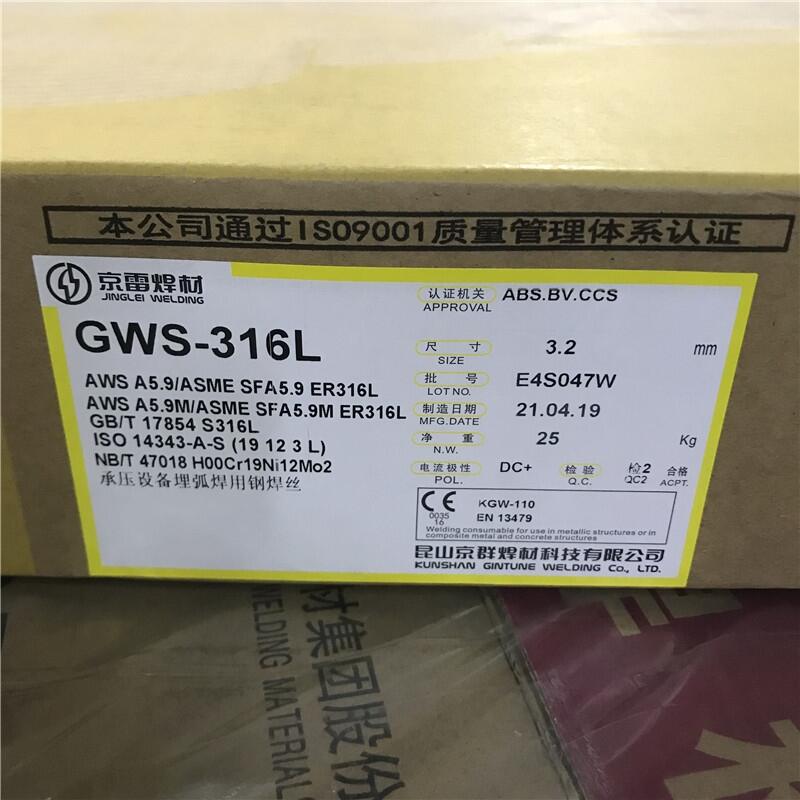 本公司通过ISO9001质量管理体系认证
京雷焊材
JINGLEI WELDING
GWS-316L
AWS A5.9/ASME SFA5.9 ER316L
AWS A5.9M/ASME SFA5.9M ER316L
GB/T 17854 S316L
ISO 14343-A-S (19 12 3 L)
NB/T 47018 H00Cr19Ni12Mo2
承压设备埋弧焊用钢焊丝
认证机关 ABS.BV.CCS
APPROVAL
尺寸 3.2 mm
SIZE
批号 E4S047W
LOT NO.
制造日期 21.04.19
MFG.DATE
净重 25 Kg
N.W.
电流极性 DC+ 检验 检2 合格
POL. Q.C. QC2 ACPT.
CE KGW-110
0035 EN 13479
16
Welding consumable for use in metallic structures or in
composite metal and concrete structures
昆山京群焊材科技有限公司
KUNSHAN GINTUNE WELDING Co., LTD.
材集团股份
WELDING MATERIALS